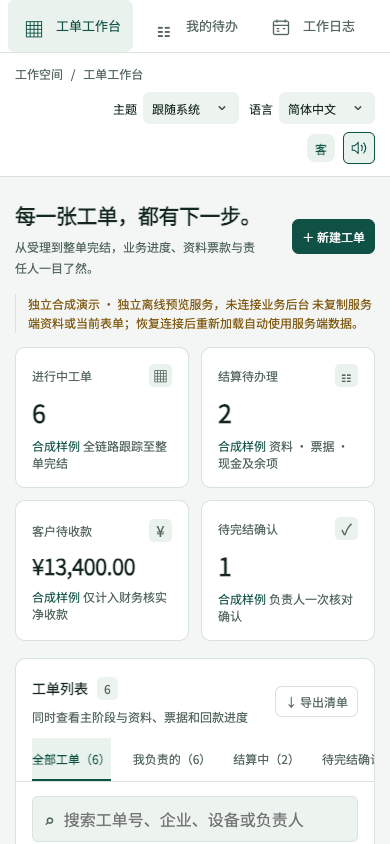 工单工作台
我的待办
工作日志
工作空间 / 工单工作台
主题 跟随系统 语言 简体中文
客
每一张工单，都有下一步。
从受理到整单完结，业务进度、资料票款与责
任人一目了然。
＋ 新建工单
独立合成演示 · 独立离线预览服务，未连接业务后台 未复制服务
端资料或当前表单；恢复连接后重新加载自动使用服务端数据。
进行中工单
6
合成样例 全链路跟踪至整
单完结
结算待办理
2
合成样例 资料 · 票据 ·
现金及余项
客户待收款
¥
¥13,400.00
合成样例 仅计入财务核实
净收款
待完结确认
✓
1
合成样例 负责人一次核对
确认
工单列表 6
同时查看主阶段与资料、票据和回款进度
↓ 导出清单
全部工单（6） 我负责的（6） 结算中（2） 待完结确
搜索工单号、企业、设备或负责人